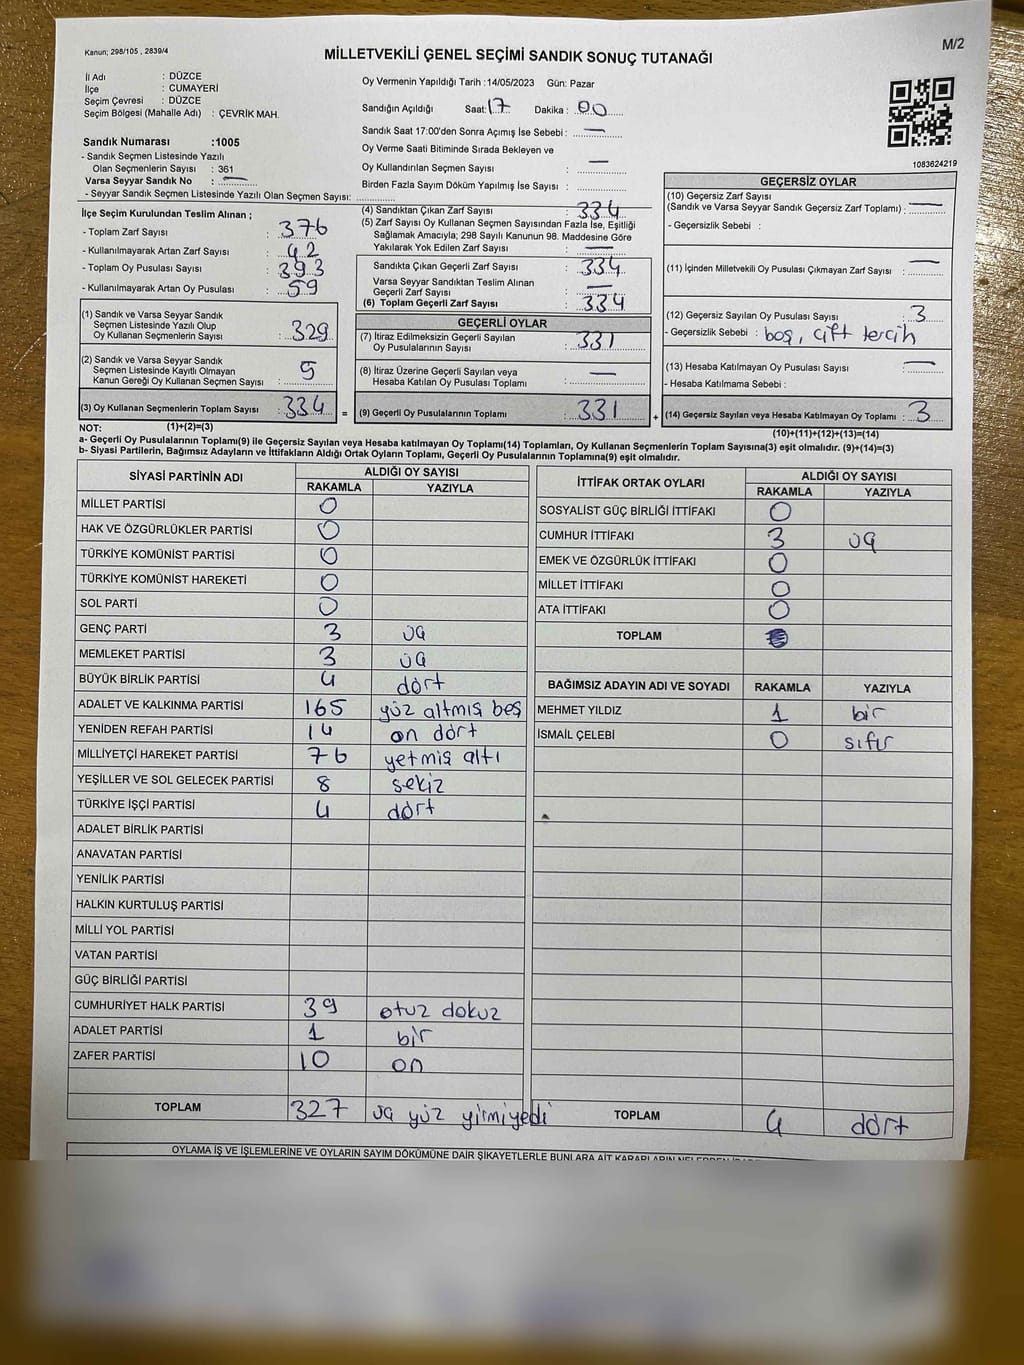 Kanun; 298/105 , 2839/4
M/2
MİLLETVEKİLİ GENEL SEÇİMİ SANDIK SONUÇ TUTANAĞI
İl Adı : DÜZCE
İlçe : CUMAYERİ
Seçim Çevresi : DÜZCE
Seçim Bölgesi (Mahalle Adı) : ÇEVRİK MAH.
Oy Vermenin Yapıldığı Tarih :14/05/2023 Gün: Pazar
Sandığın Açıldığı Saat: 17 Dakika : 00
Sandık Saat 17:00'den Sonra Açımış İse Sebebi : —
Oy Verme Saati Bitiminde Sırada Bekleyen ve
Oy Kullandırılan Seçmen Sayısı : —
Birden Fazla Sayım Döküm Yapılmış İse Sayısı :
1083624219
Sandık Numarası :1005
- Sandık Seçmen Listesinde Yazılı
Olan Seçmenlerin Sayısı : 361
Varsa Seyyar Sandık No : —
- Seyyar Sandık Seçmen Listesinde Yazılı Olan Seçmen Sayısı:
İlçe Seçim Kurulundan Teslim Alınan ;
- Toplam Zarf Sayısı : 376
- Kullanılmayarak Artan Zarf Sayısı : 42
- Toplam Oy Pusulası Sayısı : 393
- Kullanılmayarak Artan Oy Pusulası : 59
(1) Sandık ve Varsa Seyyar Sandık
Seçmen Listesinde Yazılı Olup
Oy Kullanan Seçmenlerin Sayısı : 329
(2) Sandık ve Varsa Seyyar Sandık
Seçmen Listesinde Kayıtlı Olmayan
Kanun Gereği Oy Kullanan Seçmen Sayısı : 5
(3) Oy Kullanan Seçmenlerin Toplam Sayısı : 334
(4) Sandıktan Çıkan Zarf Sayısı : 334
(5) Zarf Sayısı Oy Kullanan Seçmen Sayısından Fazla İse, Eşitliği
Sağlamak Amacıyla; 298 Sayılı Kanunun 98. Maddesine Göre
Yakılarak Yok Edilen Zarf Sayısı : —
Sandıkta Çıkan Geçerli Zarf Sayısı : 334
Varsa Seyyar Sandıktan Teslim Alınan
Geçerli Zarf Sayısı : —
(6) Toplam Geçerli Zarf Sayısı : 334
GEÇERLİ OYLAR
(7) İtiraz Edilmeksizin Geçerli Sayılan
Oy Pusulalarının Sayısı : 331
(8) İtiraz Üzerine Geçerli Sayılan veya
Hesaba Katılan Oy Pusulası Toplamı : —
= (9) Geçerli Oy Pusulalarının Toplamı : 331
GEÇERSİZ OYLAR
(10) Geçersiz Zarf Sayısı
(Sandık ve Varsa Seyyar Sandık Geçersiz Zarf Toplamı) : —
- Geçersizlik Sebebi :
(11) İçinden Milletvekili Oy Pusulası Çıkmayan Zarf Sayısı : —
(12) Geçersiz Sayılan Oy Pusulası Sayısı : 3
- Geçersizlik Sebebi : boş, çift tercih
(13) Hesaba Katılmayan Oy Pusulası Sayısı : —
- Hesaba Katılmama Sebebi :
+ (14) Geçersiz Sayılan veya Hesaba Katılmayan Oy Toplamı : 3
NOT: (1)+(2)=(3)
(10)+(11)+(12)+(13)=(14)
a- Geçerli Oy Pusulalarının Toplamı(9) ile Geçersiz Sayılan veya Hesaba katılmayan Oy Toplamı(14) Toplamları, Oy Kullanan Seçmenlerin Toplam Sayısına(3) eşit olmalıdır. (9)+(14)=(3)
b- Siyasi Partilerin, Bağımsız Adayların ve İttifakların Aldığı Ortak Oyların Toplamı, Geçerli Oy Pusulalarının Toplamına(9) eşit olmalıdır.
SİYASİ PARTİNİN ADI ALDIĞI OY SAYISI
RAKAMLA YAZIYLA
MİLLET PARTİSİ 0
HAK VE ÖZGÜRLÜKLER PARTİSİ 0
TÜRKİYE KOMÜNİST PARTİSİ 0
TÜRKİYE KOMÜNİST HAREKETİ 0
SOL PARTİ 0
GENÇ PARTİ 3 üç
MEMLEKET PARTİSİ 3 üç
BÜYÜK BİRLİK PARTİSİ 4 dört
ADALET VE KALKINMA PARTİSİ 165 yüz altmış beş
YENİDEN REFAH PARTİSİ 14 on dört
MİLLİYETÇİ HAREKET PARTİSİ 76 yetmiş altı
YEŞİLLER VE SOL GELECEK PARTİSİ 8 sekiz
TÜRKİYE İŞÇİ PARTİSİ 4 dört
ADALET BİRLİK PARTİSİ
ANAVATAN PARTİSİ
YENİLİK PARTİSİ
HALKIN KURTULUŞ PARTİSİ
MİLLİ YOL PARTİSİ
VATAN PARTİSİ
GÜÇ BİRLİĞİ PARTİSİ
CUMHURİYET HALK PARTİSİ 39 otuz dokuz
ADALET PARTİSİ 1 bir
ZAFER PARTİSİ 10 on
TOPLAM 327 üç yüz yirmiyedi
İTTİFAK ORTAK OYLARI ALDIĞI OY SAYISI
RAKAMLA YAZIYLA
SOSYALİST GÜÇ BİRLİĞİ İTTİFAKI 0
CUMHUR İTTİFAKI 3 üç
EMEK VE ÖZGÜRLÜK İTTİFAKI 0
MİLLET İTTİFAKI 0
ATA İTTİFAKI 0
TOPLAM
BAĞIMSIZ ADAYIN ADI VE SOYADI RAKAMLA YAZIYLA
MEHMET YILDIZ 1 bir
İSMAİL ÇELEBİ 0 sıfır
TOPLAM 4 dört
OYLAMA İŞ VE İŞLEMLERİNE VE OYLARIN SAYIM DÖKÜMÜNE DAİR ŞİKAYETLERLE BUNLARA AİT